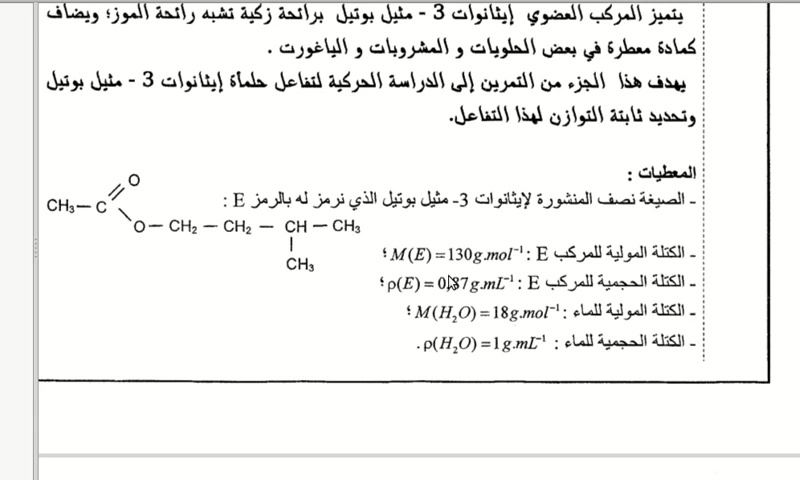 يتميز المركب العضوي إيثانوات 3 - مثيل بوتيل برائحة زكية تشبه رائحة الموز؛ ويضاف
كمادة معطرة في بعض الحلويات و المشروبات و الياغورت .
يهدف هذا الجزء من التمرين إلى الدراسة الحركية لتفاعل حلمأة إيثانوات 3 - مثيل بوتيل
وتحديد ثابتة التوازن لهذا التفاعل.
المعطيات :
- الصيغة نصف المنشورة لإيثانوات 3- مثيل بوتيل الذي نرمز له بالرمز E :
O
CH₃— C
O— CH₂ — CH₂ — CH — CH₃
CH₃
- الكتلة المولية للمركب E : M(E) = 130g.mol⁻¹ ؛
- الكتلة الحجمية للمركب E : ρ(E) = 0,87g.mL⁻¹ ؛
- الكتلة المولية للماء : M(H₂O) = 18g.mol⁻¹ ؛
- الكتلة الحجمية للماء : ρ(H₂O) = 1g.mL⁻¹ .